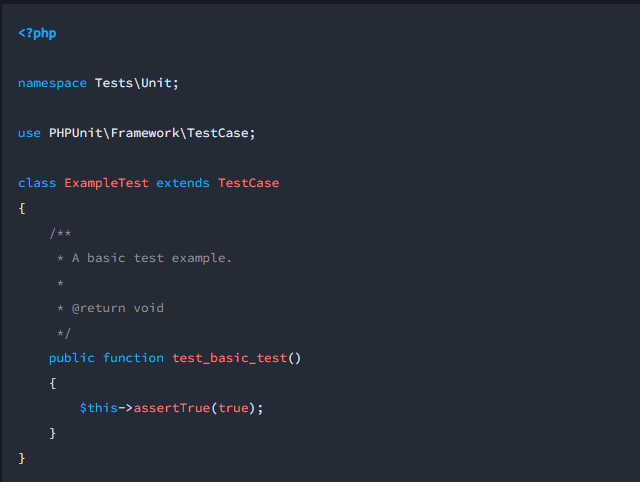 <?php
namespace Tests\Unit;
use PHPUnit\Framework\TestCase;
class ExampleTest extends TestCase
{
/**
* A basic test example.
*
* @return void
*/
public function test_basic_test()
{
$this->assertTrue(true);
}
}